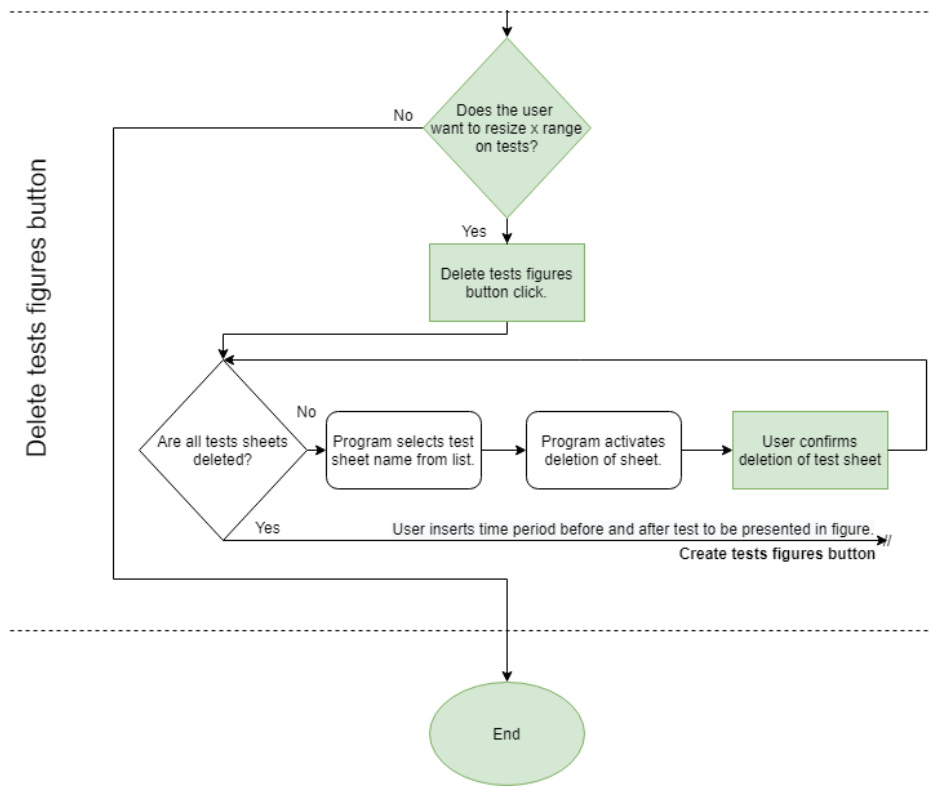 Delete tests figures button
Does the user
want to resize x range
on tests?
No
Yes
Delete tests figures
button click.
Are all tests sheets
deleted?
No
Program selects test
sheet name from list.
Program activates
deletion of sheet.
User confirms
deletion of test sheet
Yes
User inserts time period before and after test to be presented in figure.
//
Create tests figures button
End